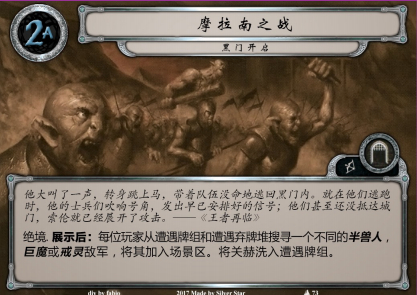 2A
摩拉南之战
黑门开启
他大叫了一声，转身跳上马，带着队伍没命地逃回黑门内。就在他们逃跑
时，他的士兵们吹响号角，发出早已安排好的信号；他们甚至还没抵达城
门，索伦就已经展开了攻击。——《王者再临》
绝境. 展示后：每位玩家从遭遇牌组和遭遇弃牌堆搜寻一个不同的半兽人，
巨魔或戒灵敌军，将其加入场景区。将关赫洗入遭遇牌组。
diy by fabio
2017 Made by Silver Star
73